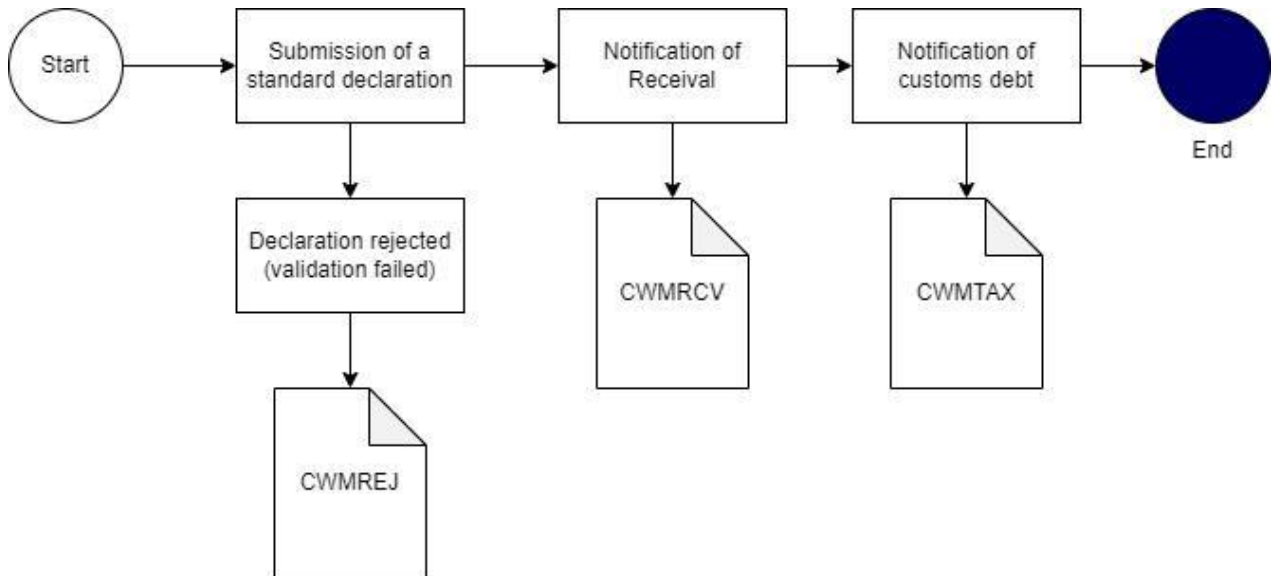 Start
Submission of a
standard declaration
Notification of
Receival
Notification of
customs debt
End
Declaration rejected
(validation failed)
CWMRCV
CWMTAX
CWMREJ